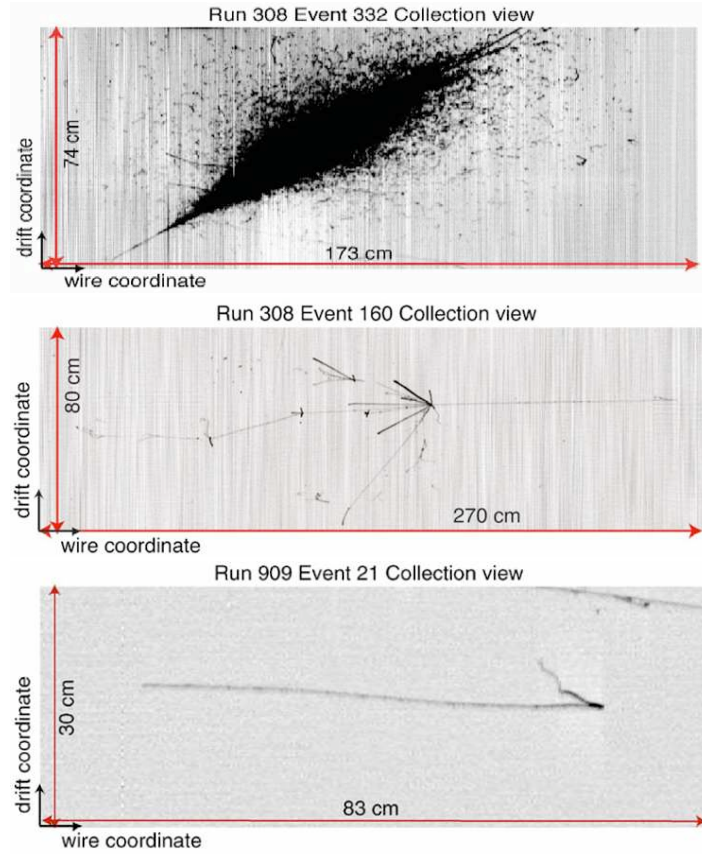 Run 308 Event 332 Collection view
74 cm
drift coordinate
173 cm
wire coordinate
Run 308 Event 160 Collection view
80 cm
drift coordinate
270 cm
wire coordinate
Run 909 Event 21 Collection view
30 cm
drift coordinate
83 cm
wire coordinate